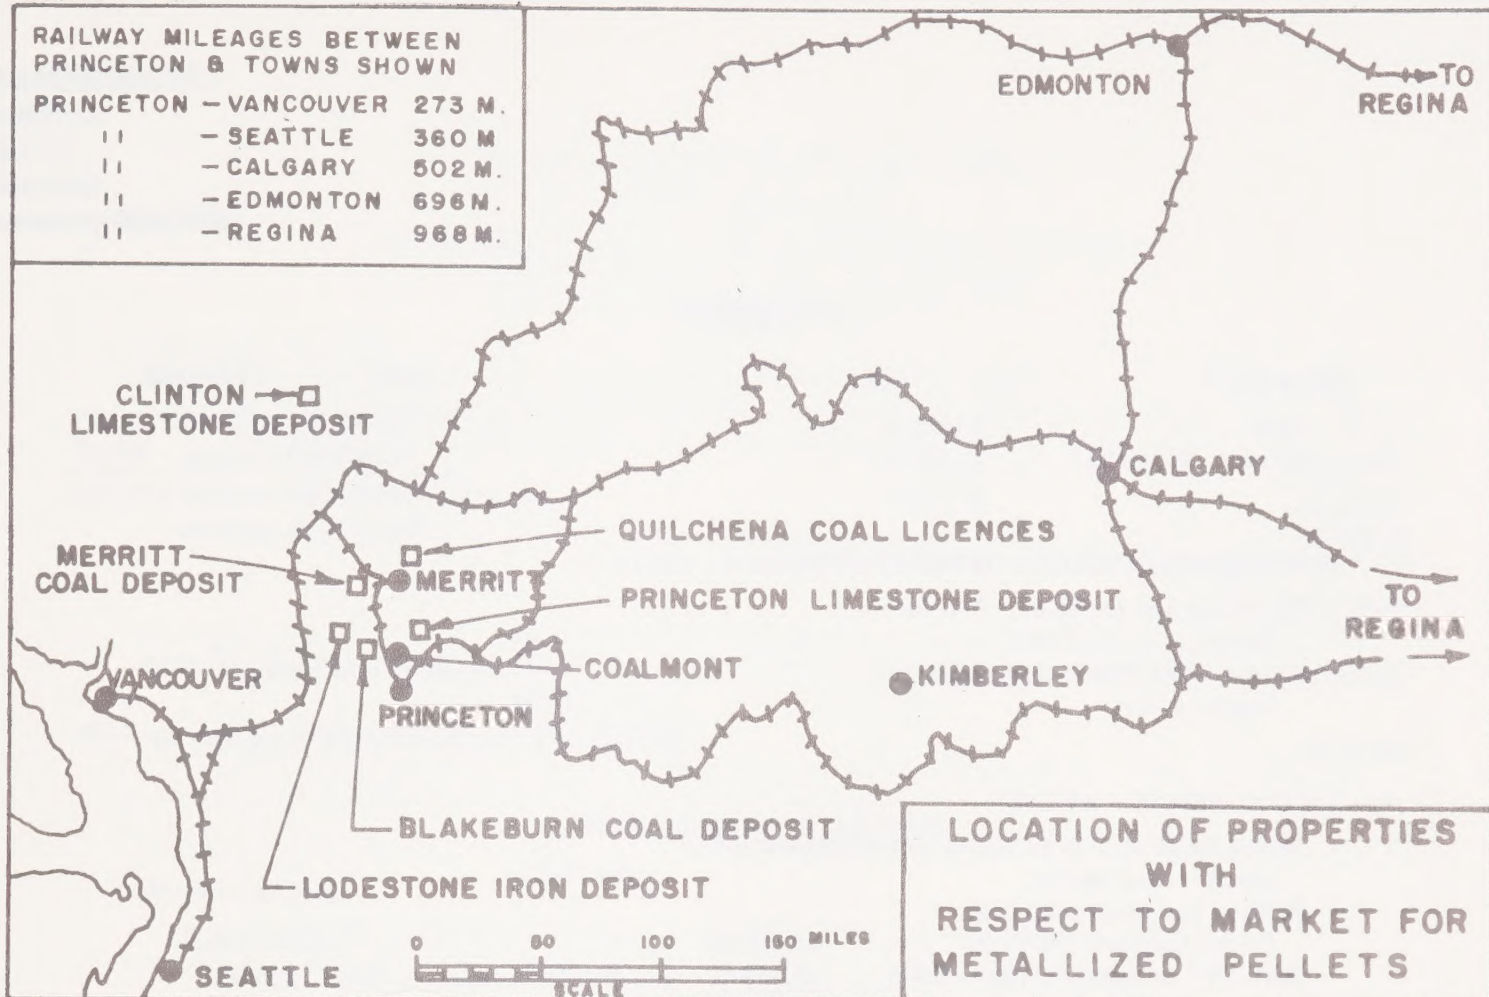 RAILWAY MILEAGES BETWEEN
PRINCETON & TOWNS SHOWN
PRINCETON – VANCOUVER 273 M.
" – SEATTLE 360 M
" – CALGARY 502 M.
" – EDMONTON 696 M.
" – REGINA 968 M.
EDMONTON
TO
REGINA
CLINTON
LIMESTONE DEPOSIT
CALGARY
QUILCHENA COAL LICENCES
MERRITT
COAL DEPOSIT
MERRITT
PRINCETON LIMESTONE DEPOSIT
TO
REGINA
COALMONT
VANCOUVER
KIMBERLEY
PRINCETON
BLAKEBURN COAL DEPOSIT
LODESTONE IRON DEPOSIT
0 50 100 150 MILES
SCALE
SEATTLE
LOCATION OF PROPERTIES
WITH
RESPECT TO MARKET FOR
METALLIZED PELLETS